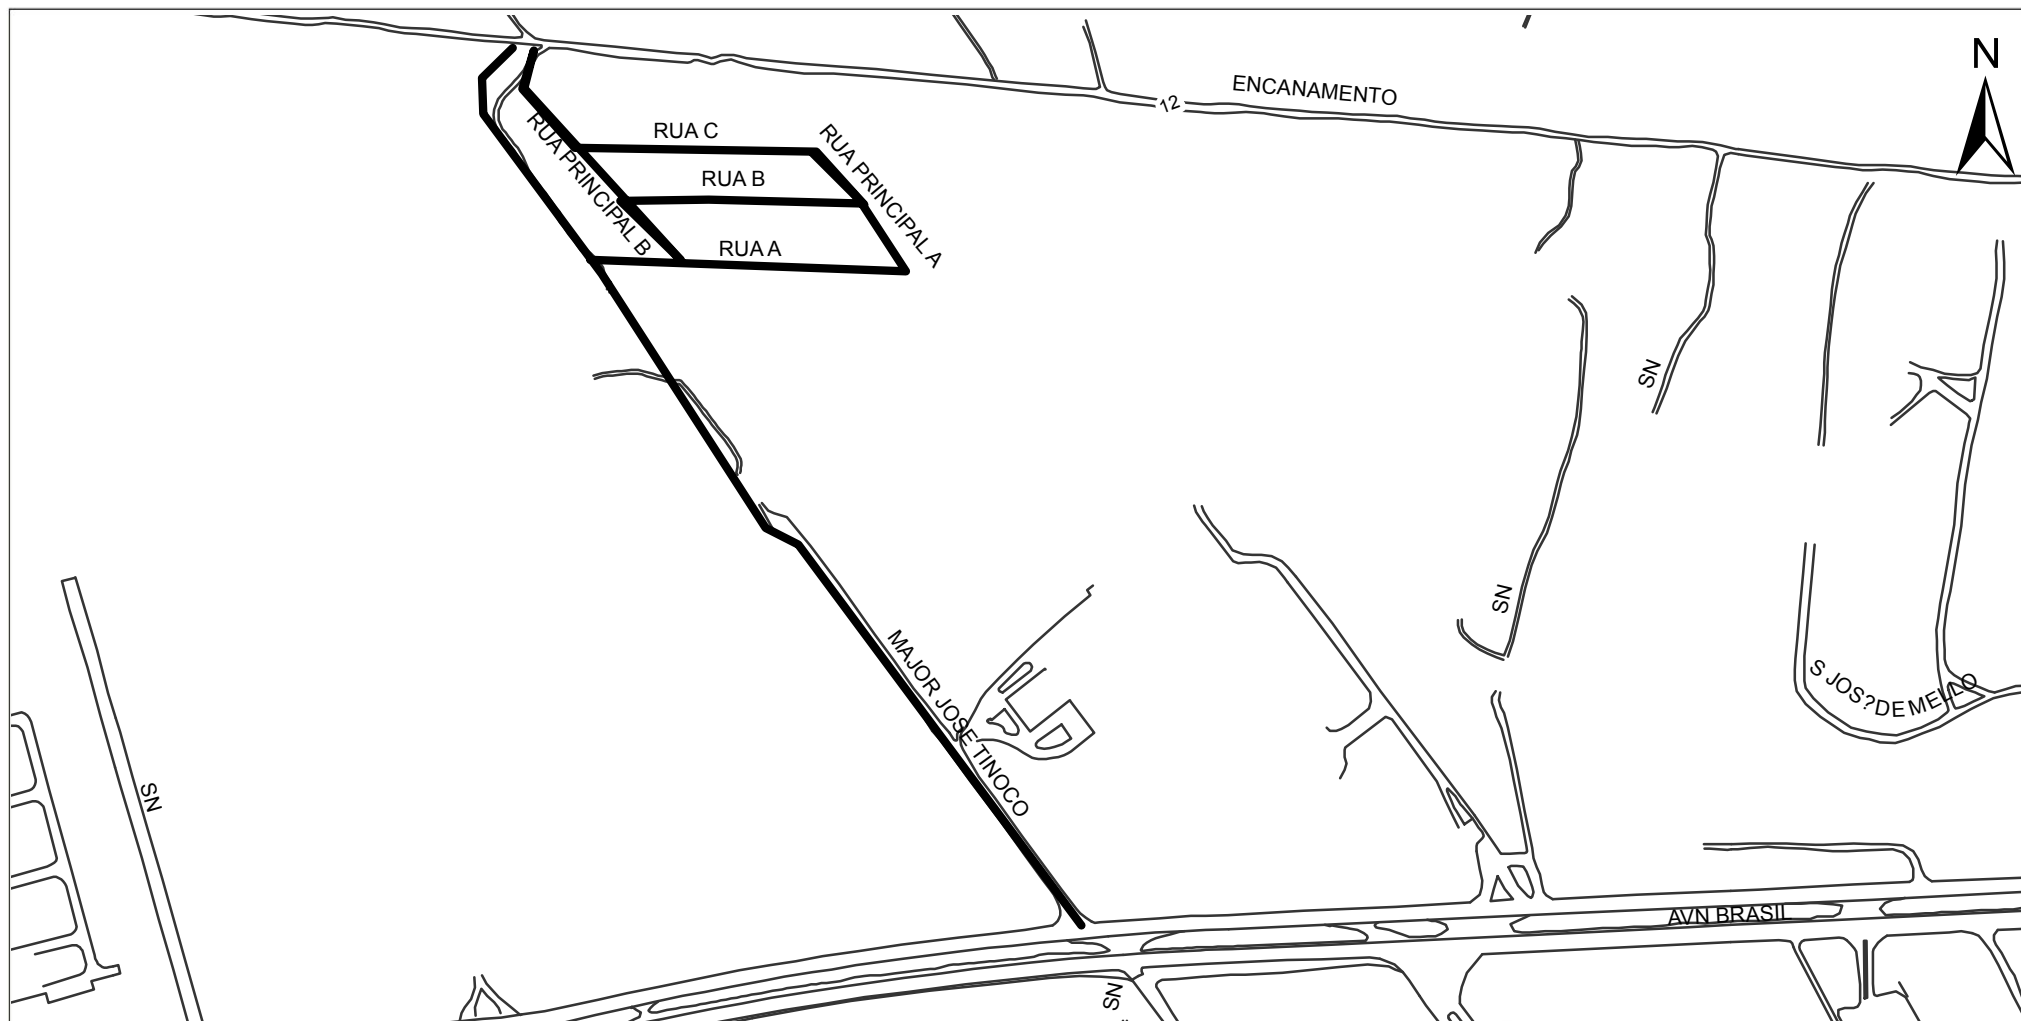 N
ENCANAMENTO
12
RUA C
RUA PRINCIPAL A
RUA PRINCIPAL B
RUA B
RUA A
SN
SN
MAJOR JOSE TINOCO
S JOS?DE MELLO
SN
AVN BRASIL
SN